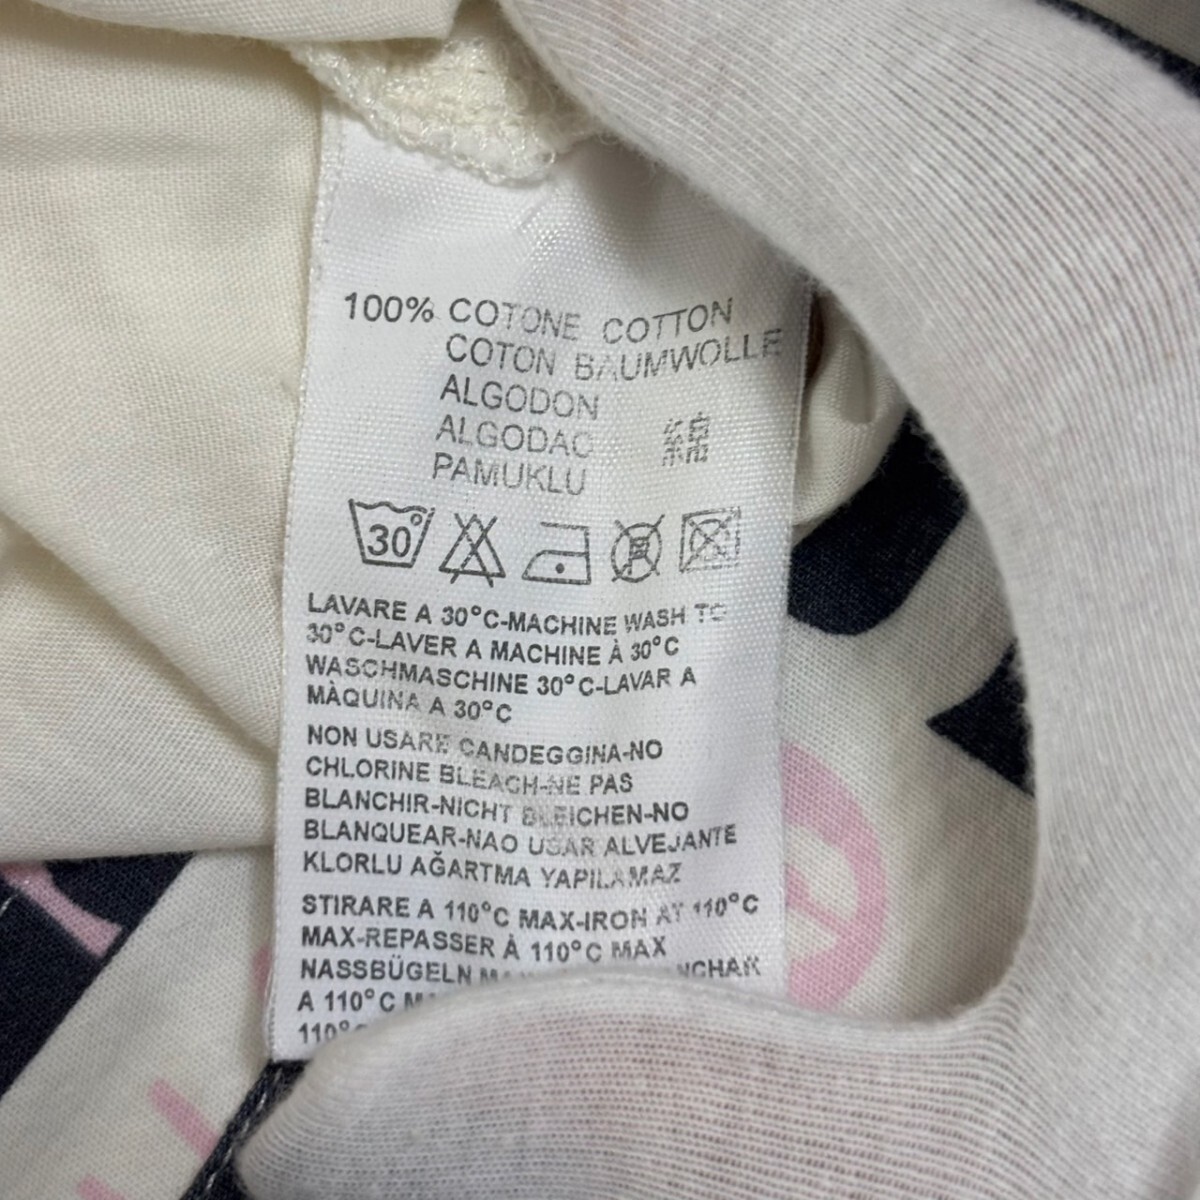 100% COTONE COTTON
COTON BAUMWOLLE
ALGODON
ALGODAO 綿
PAMUKLU
30°
LAVARE A 30°C-MACHINE WASH TO
30°C-LAVER A MACHINE À 30°C
WASCHMASCHINE 30°C-LAVAR A
MÀQUINA A 30°C
NON USARE CANDEGGINA-NO
CHLORINE BLEACH-NE PAS
BLANCHIR-NICHT BLEICHEN-NO
BLANQUEAR-NAO USAR ALVEJANTE
KLORLU AĞARTMA YAPILAMAZ
STIRARE A 110°C MAX-IRON AT 110°C
MAX-REPASSER À 110°C MAX
NASSBÜGELN
A 110°C
110°C